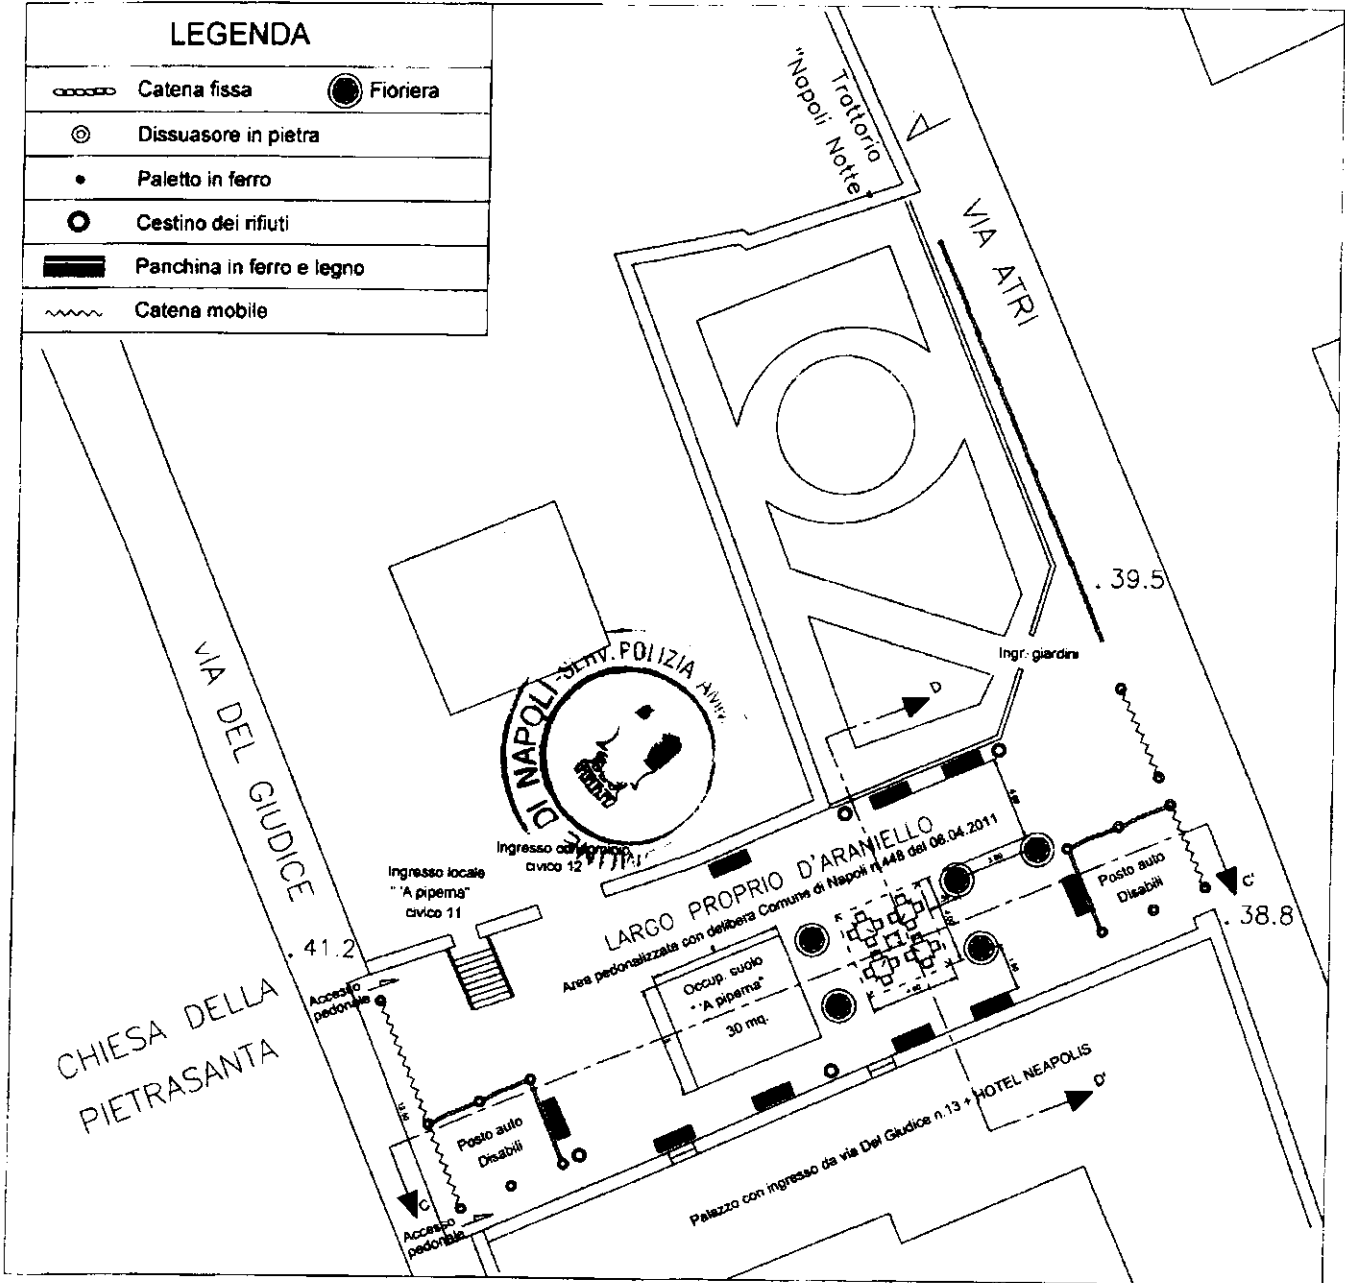 LEGENDA
Catena fissa
Fioriera
Dissuasore in pietra
Paletto in ferro
Cestino dei rifiuti
Panchina in ferro e legno
Catena mobile
Trattoria
"Napoli Notte"
VIA ATRI
. 39.5
Ingr. giardini
D
VIA DEL GIUDICE
DI NAPOLI - SERV. POLIZIA AMM.
Ingresso condominio
civico 12
Ingresso locale
" 'A piperna"
civico 11
. 41.2
LARGO PROPRIO D'ARANIELLO
Area pedonalizzata con delibera Comune di Napoli n.448 del 06.04.2011
Posto auto
Disabili
C'
. 38.8
Occup. suolo
" 'A piperna"
30 mq.
Accesso
pedonale
CHIESA DELLA
PIETRASANTA
Posto auto
Disabili
D'
Palazzo con ingresso da via Del Giudice n.13 + HOTEL NEAPOLIS
C
Accesso
pedonale